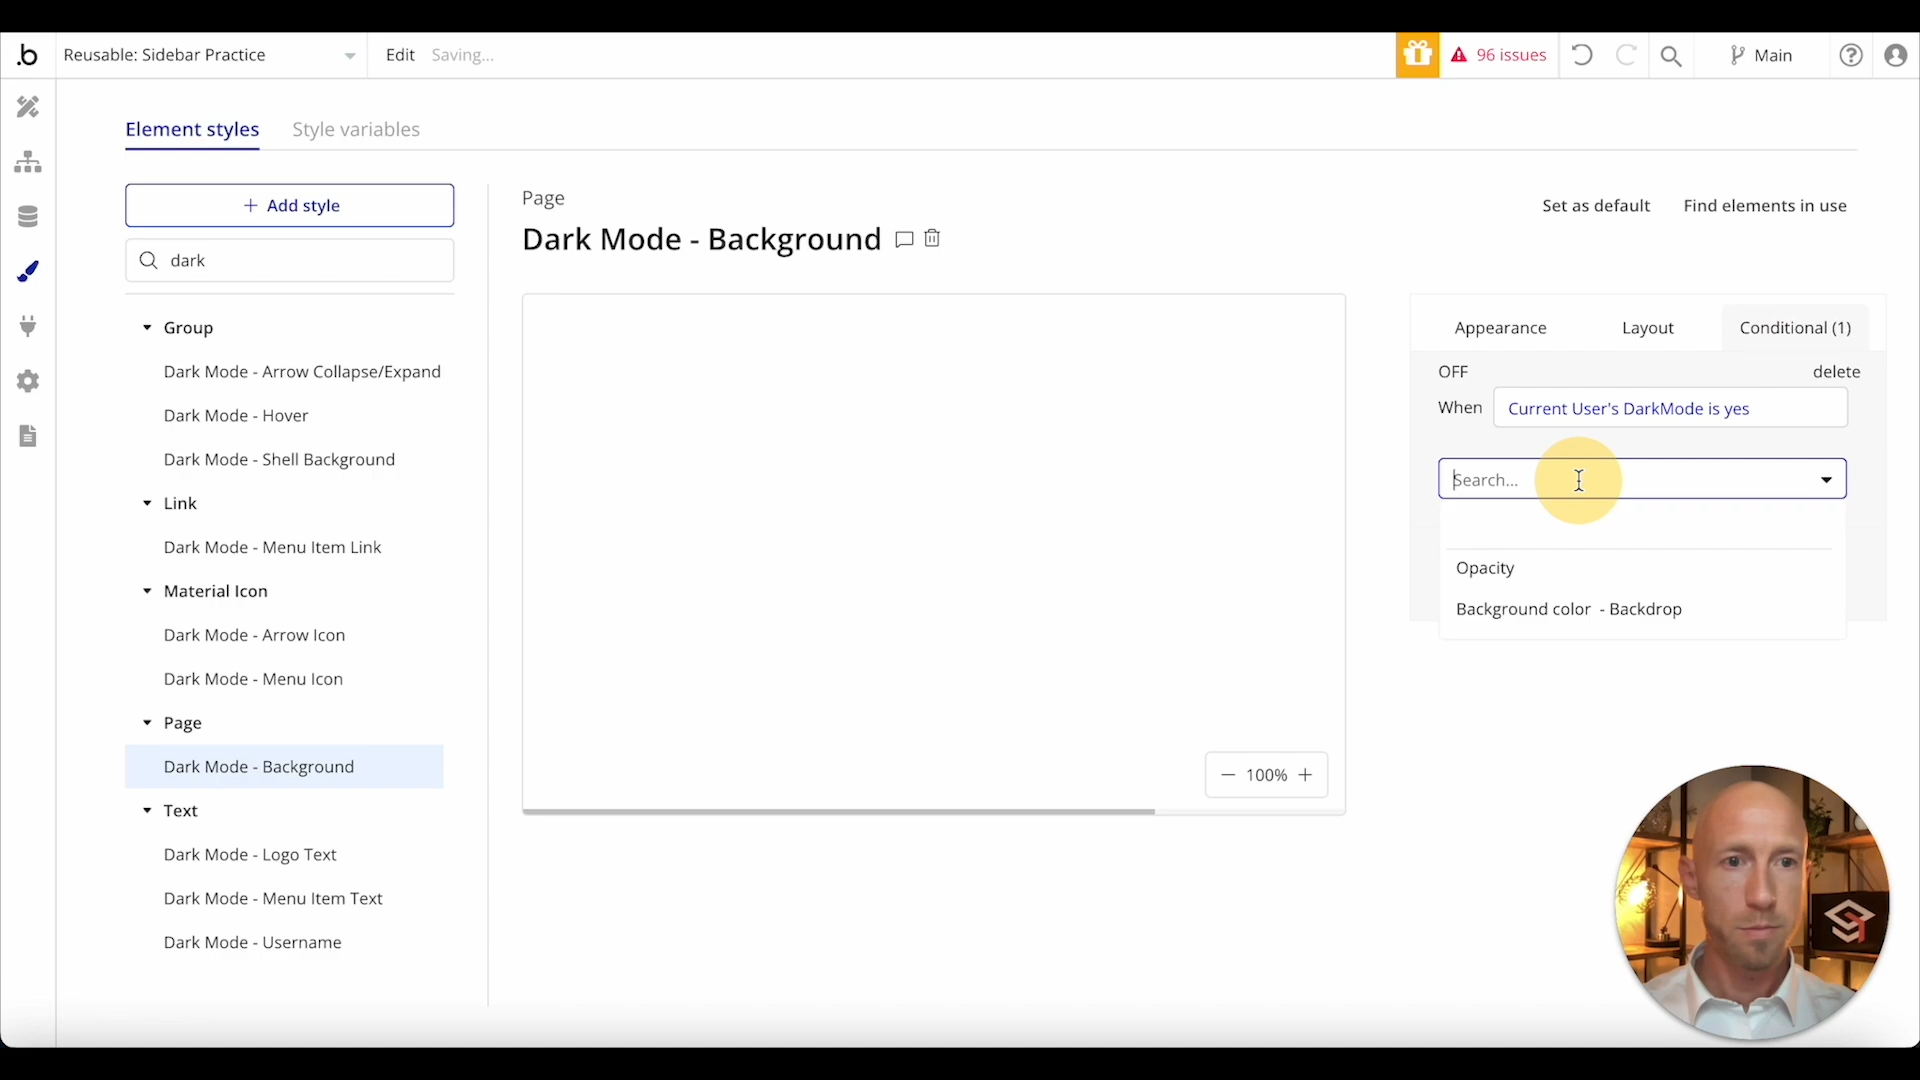 .b
Reusable: Sidebar Practice
Edit
Saving...
96 issues
Main
Element styles
Style variables
+ Add style
dark
Group
Dark Mode - Arrow Collapse/Expand
Dark Mode - Hover
Dark Mode - Shell Background
Link
Dark Mode - Menu Item Link
Material Icon
Dark Mode - Arrow Icon
Dark Mode - Menu Icon
Page
Dark Mode - Background
Text
Dark Mode - Logo Text
Dark Mode - Menu Item Text
Dark Mode - Username
Page
Dark Mode - Background
Set as default
Find elements in use
100%
Appearance
Layout
Conditional (1)
OFF
delete
When
Current User's DarkMode is yes
Search...
Opacity
Background color - Backdrop